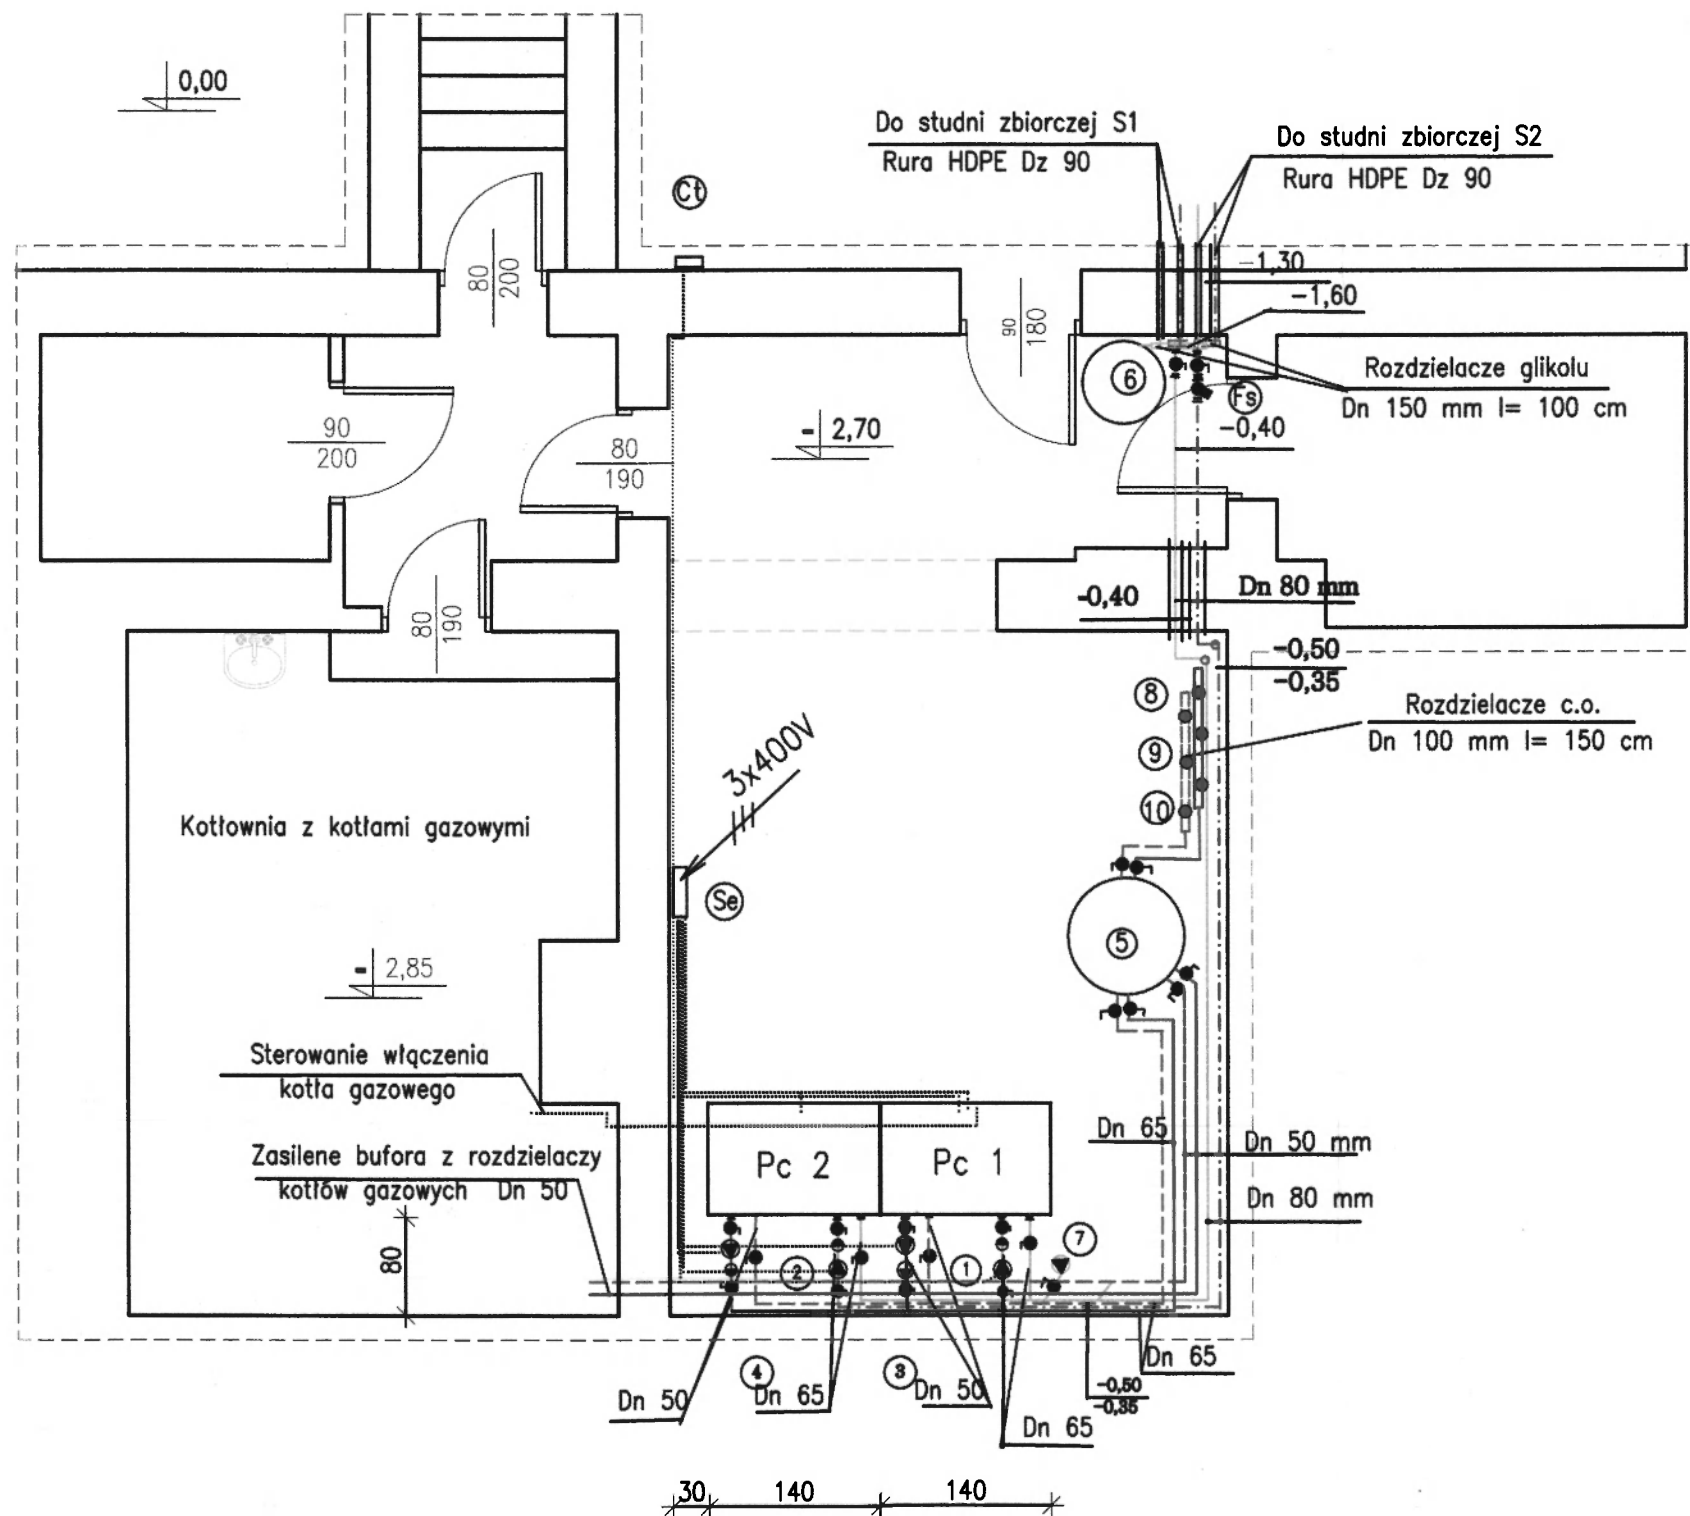 0,00
Do studni zbiorczej S1
Rura HDPE Dz 90
Do studni zbiorczej S2
Rura HDPE Dz 90
Ct
80
200
-1,30
-1,60
90
180
Rozdzielacze glikolu
Dn 150 mm l= 100 cm
6
Fs
-0,40
90
200
80
190
- 2,70
80
190
-0,40
Dn 80 mm
-0,50
-0,35
8
9
10
Rozdzielacze c.o.
Dn 100 mm l= 150 cm
3x400V
Kotłownia z kotłami gazowymi
Se
5
- 2,85
Sterowanie włączenia
kotła gazowego
Zasilene bufora z rozdzielaczy
kotłów gazowych Dn 50
Pc 2
Pc 1
Dn 65
Dn 50 mm
Dn 80 mm
80
2
1
7
4
3
Dn 50
Dn 65
Dn 50
Dn 65
-0,50
-0,35
Dn 65
30
140
140